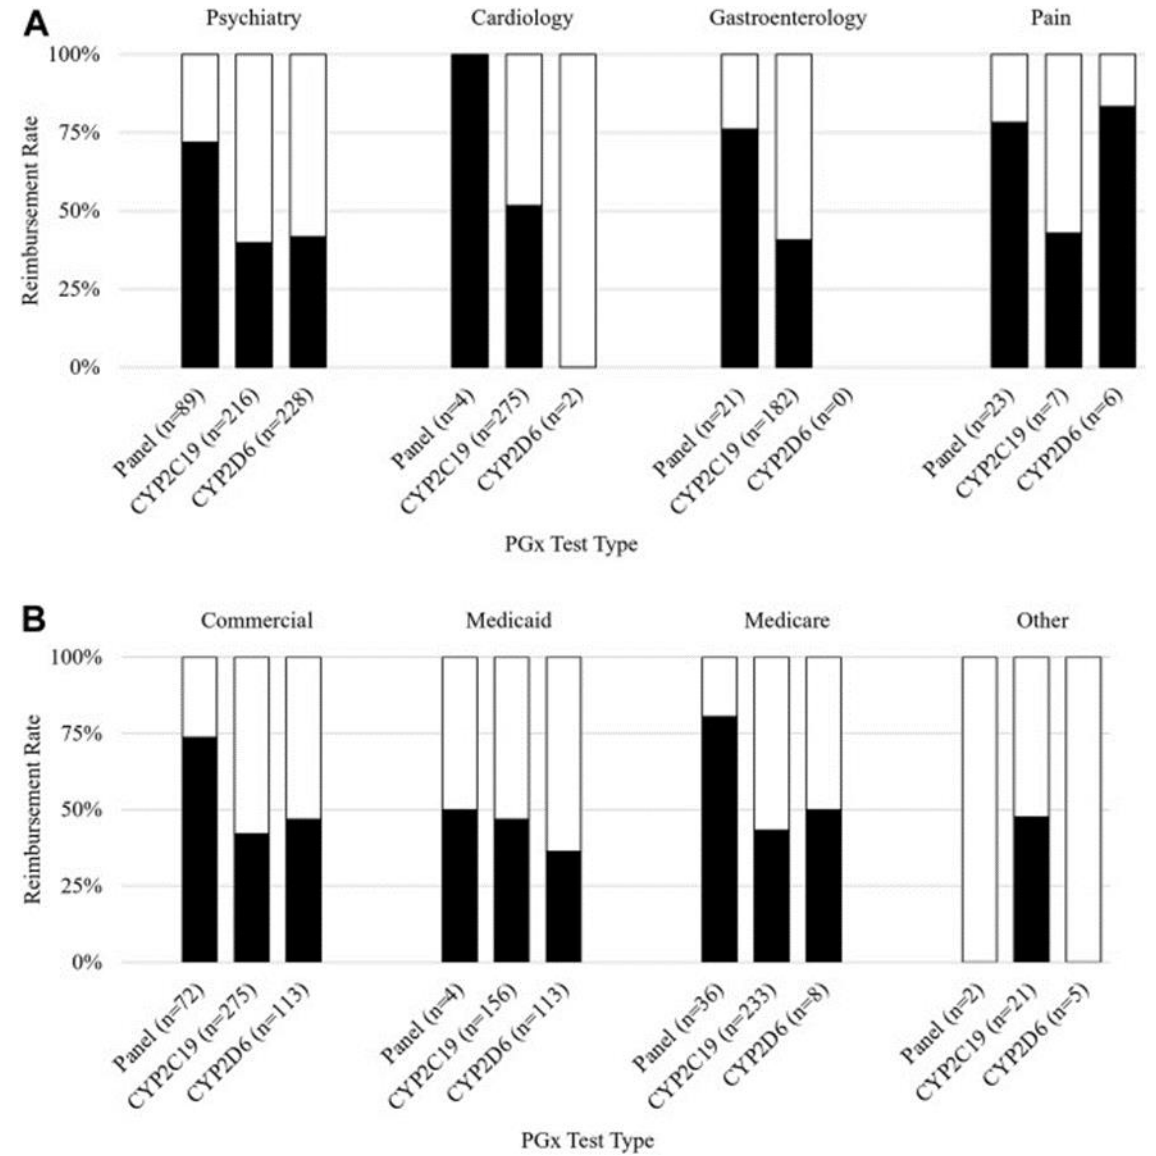 A
Psychiatry Cardiology Gastroenterology Pain
100%
75%
50%
25%
0%
Reimbursement Rate
Panel (n=89)
CYP2C19 (n=216)
CYP2D6 (n=228)
Panel (n=4)
CYP2C19 (n=275)
CYP2D6 (n=2)
Panel (n=21)
CYP2C19 (n=182)
CYP2D6 (n=0)
Panel (n=23)
CYP2C19 (n=7)
CYP2D6 (n=6)
PGx Test Type
B
Commercial Medicaid Medicare Other
100%
75%
50%
25%
0%
Reimbursement Rate
Panel (n=72)
CYP2C19 (n=275)
CYP2D6 (n=113)
Panel (n=4)
CYP2C19 (n=156)
CYP2D6 (n=113)
Panel (n=36)
CYP2C19 (n=233)
CYP2D6 (n=8)
Panel (n=2)
CYP2C19 (n=21)
CYP2D6 (n=5)
PGx Test Type